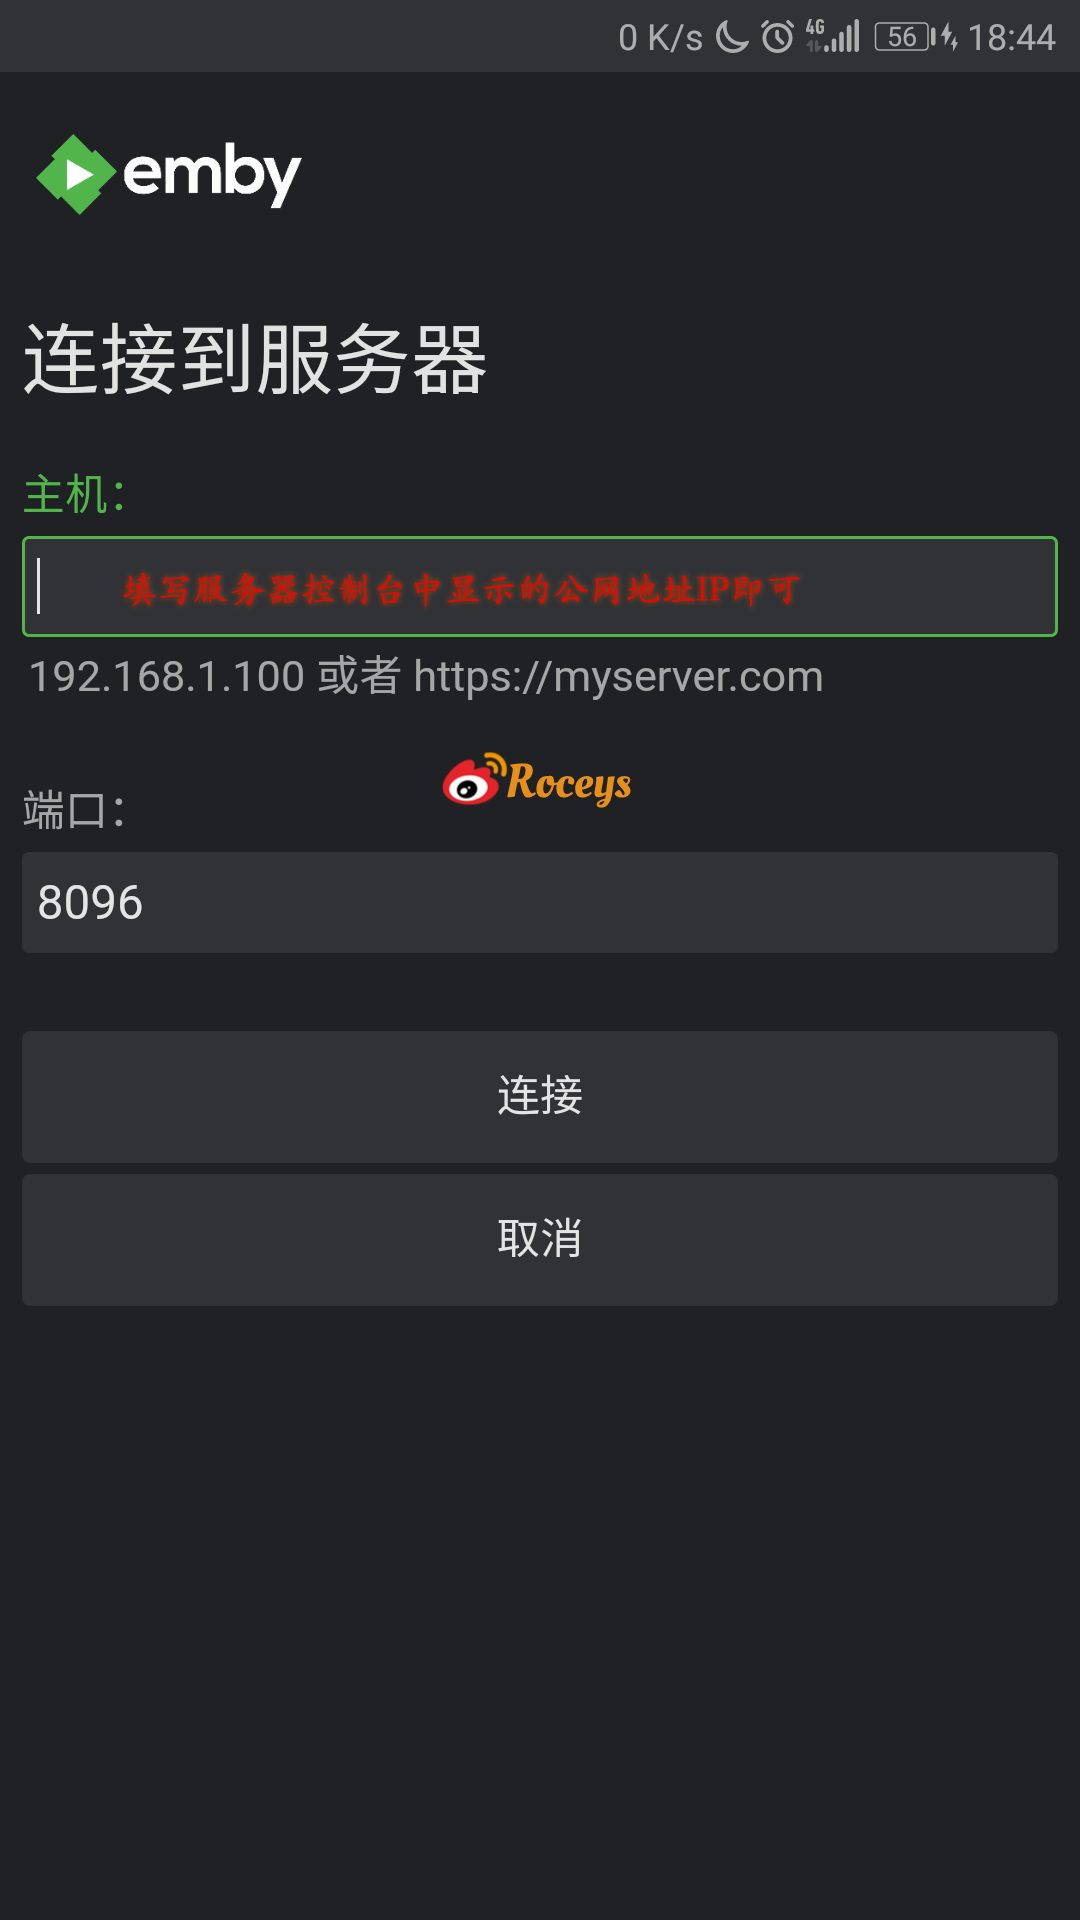 0 K/s 4G 56 18:44
emby
连接到服务器
主机：
填写服务器控制台中显示的公网地址IP即可
192.168.1.100 或者 https://myserver.com
Roceys
端口：
8096
连接
取消